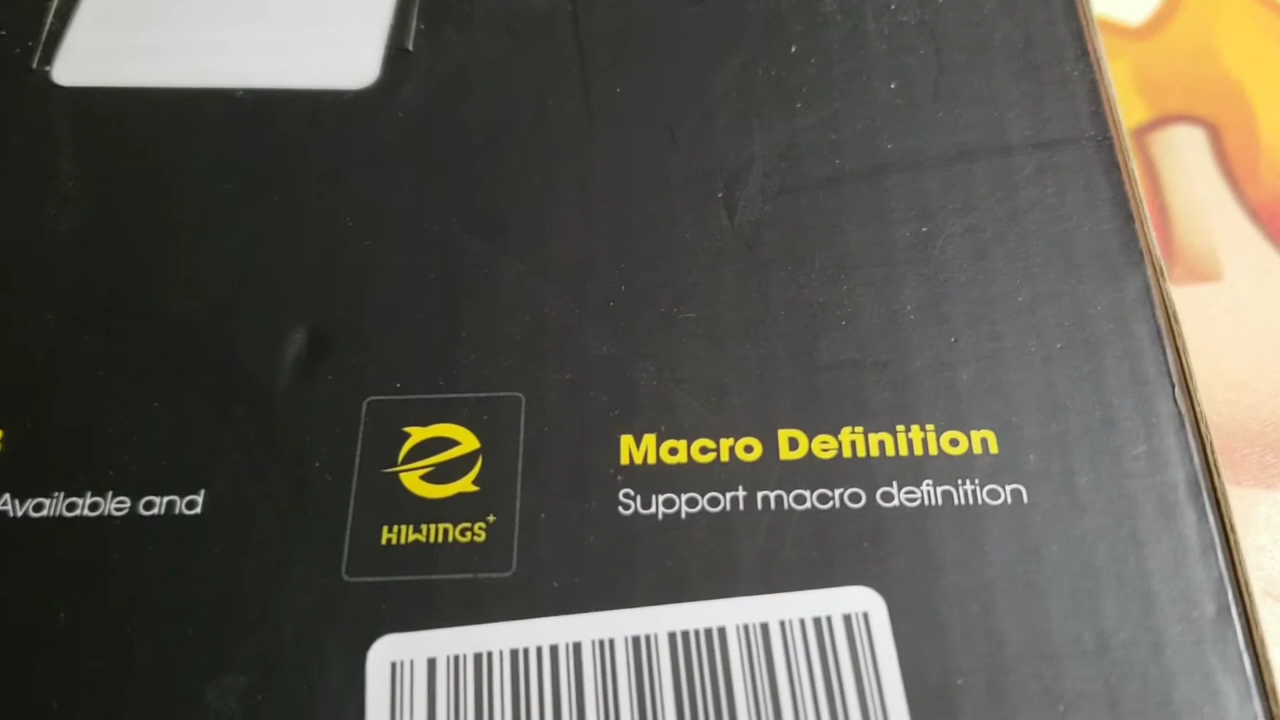 Available and
HIWINGS+
Macro Definition
Support macro definition